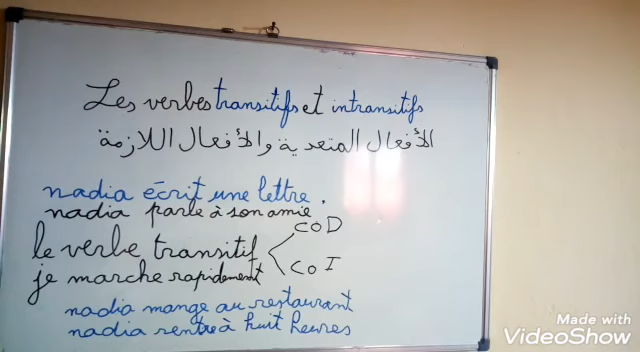 Les verbes transitifs et intransitifs
الأفعال المتعدية والأفعال اللازمة
nadia écrit une lettre.
nadia parle à son amie
COD
le verbe transitif
COI
je marche rapidement
nadia mange au restaurant
nadia rentre à huit heures
Made with
VideoShow